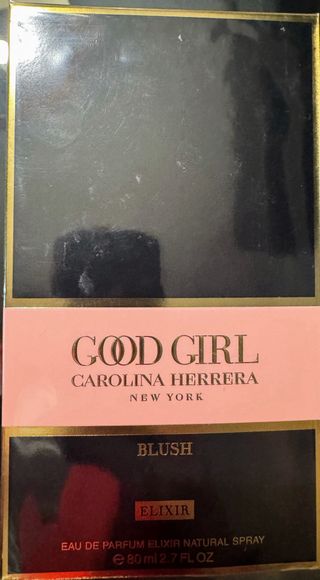 GOOD GIRL
CAROLINA HERRERA
NEW YORK
BLUSH
ELIXIR
EAU DE PARFUM ELIXIR NATURAL SPRAY
℮ 80 ml 2.7 FL OZ